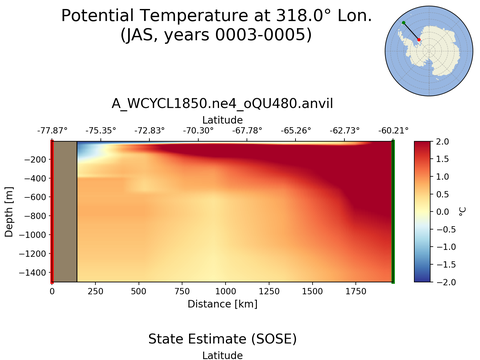 Potential Temperature at 318.0° Lon.
(JAS, years 0003-0005)
A_WCYCL1850.ne4_oQU480.anvil
Latitude
-77.87° -75.35° -72.83° -70.30° -67.78° -65.26° -62.73° -60.21°
Depth [m]
-200
-400
-600
-800
-1000
-1200
-1400
0 250 500 750 1000 1250 1500 1750
Distance [km]
2.0
1.5
1.0
0.5
0.0
-0.5
-1.0
-1.5
-2.0
°C
State Estimate (SOSE)
Latitude